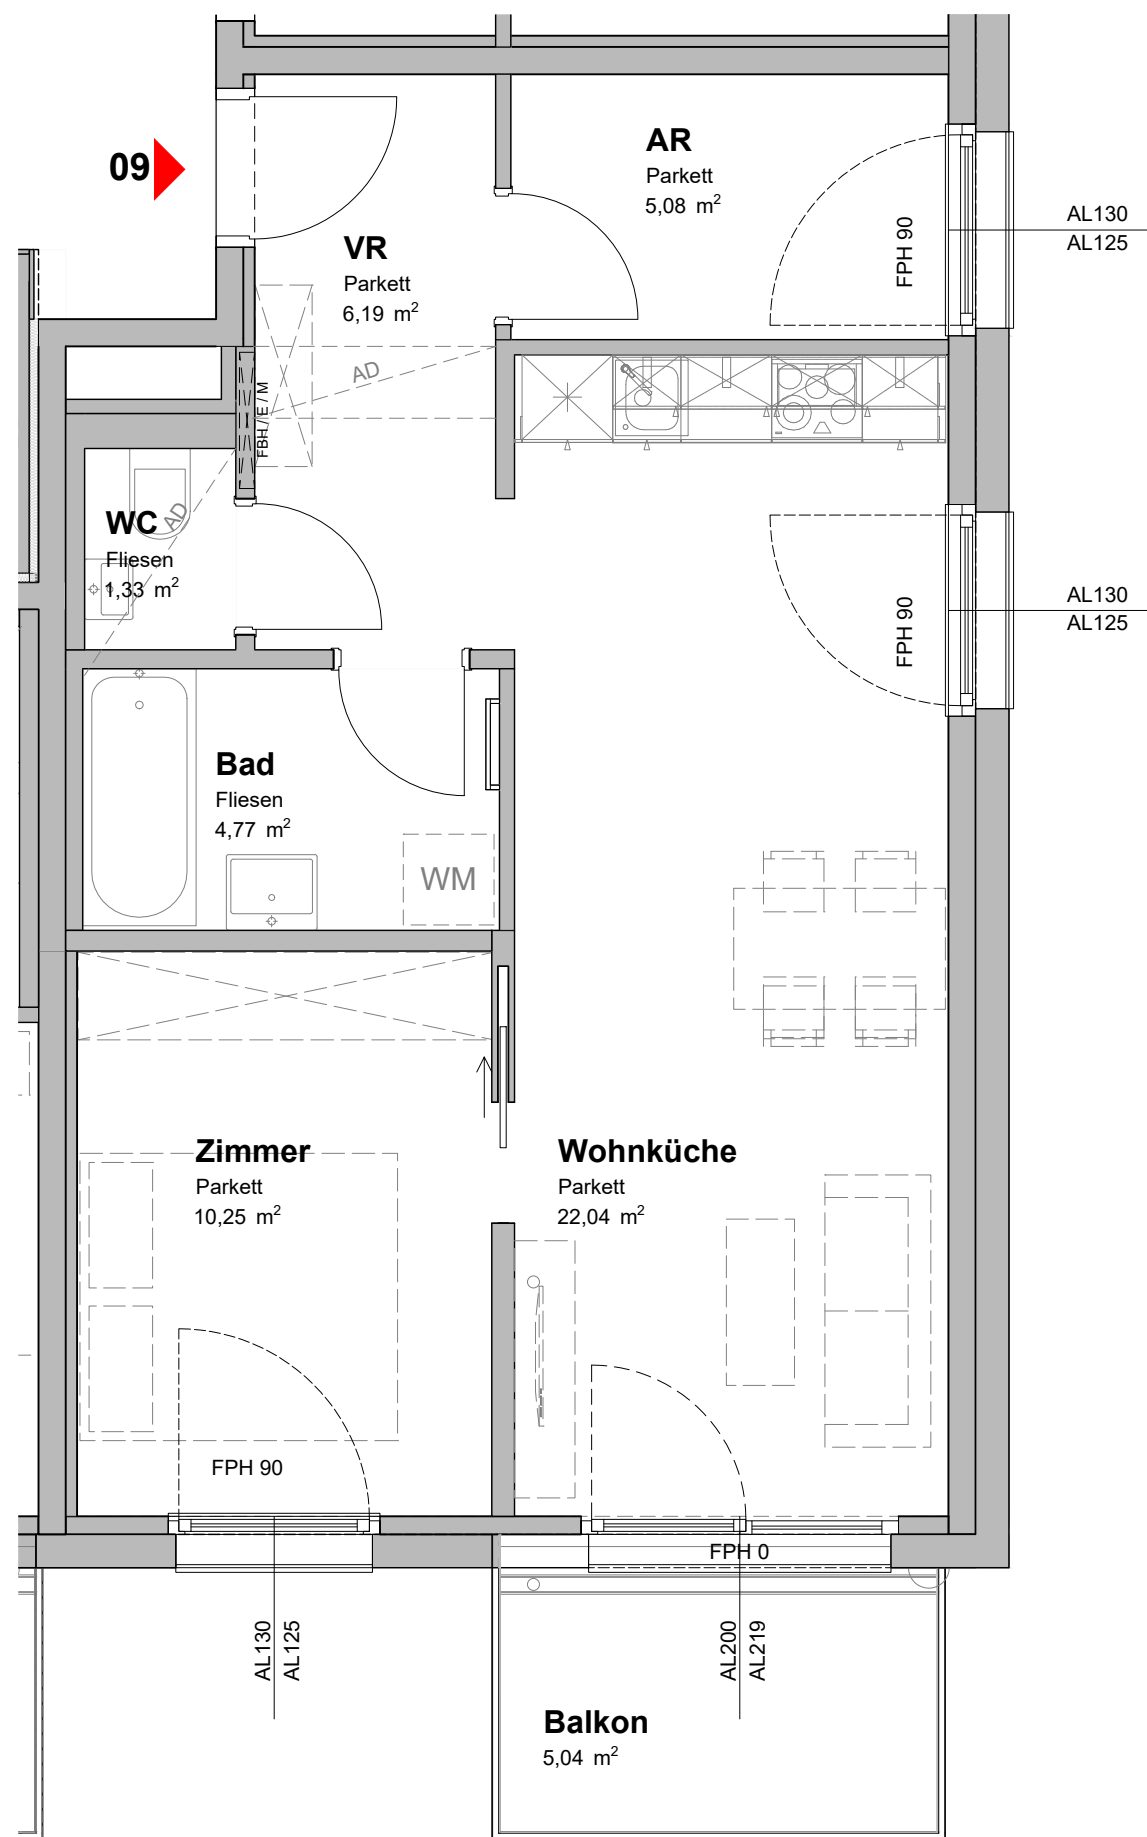 09
AR
Parkett
5,08 m²
VR
Parkett
6,19 m²
FPH 90
AL130
AL125
AD
FBH / E / M
WC
Fliesen
1,33 m²
AD
FPH 90
AL130
AL125
Bad
Fliesen
4,77 m²
WM
Zimmer
Parkett
10,25 m²
Wohnküche
Parkett
22,04 m²
FPH 90
FPH 0
AL130
AL125
AL200
AL219
Balkon
5,04 m²